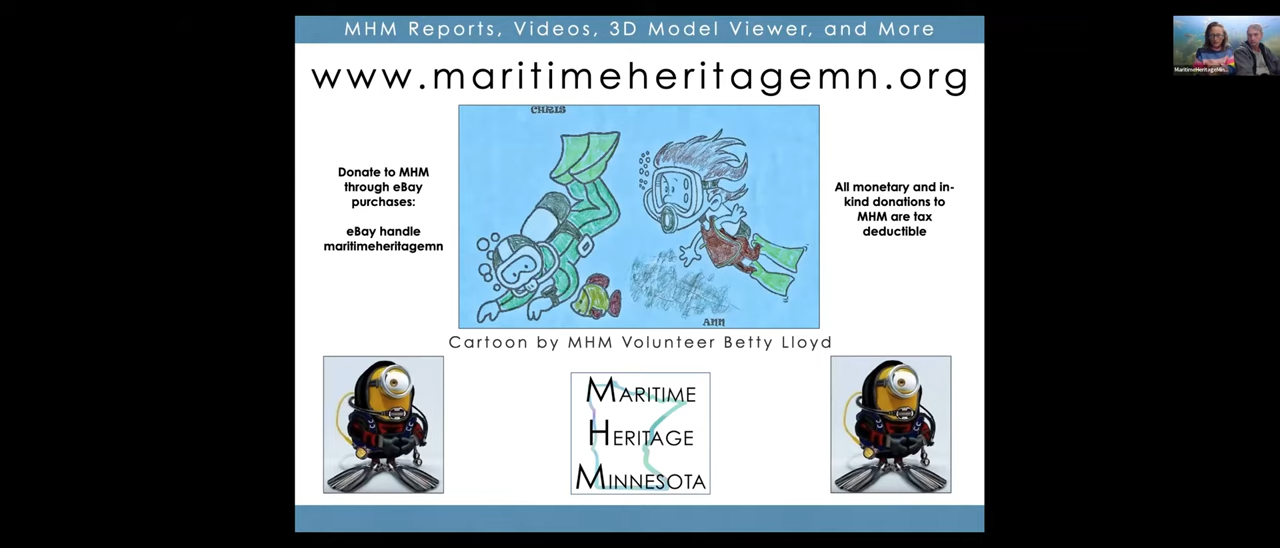 MHM Reports, Videos, 3D Model Viewer, and More
www.maritimeheritagemn.org
CHRIS
Donate to MHM
through eBay
purchases:
eBay handle
maritimeheritagemn
All monetary and in-
kind donations to
MHM are tax
deductible
ANN
Cartoon by MHM Volunteer Betty Lloyd
MARITIME
HERITAGE
MINNESOTA
MaritimeHeritageMin...